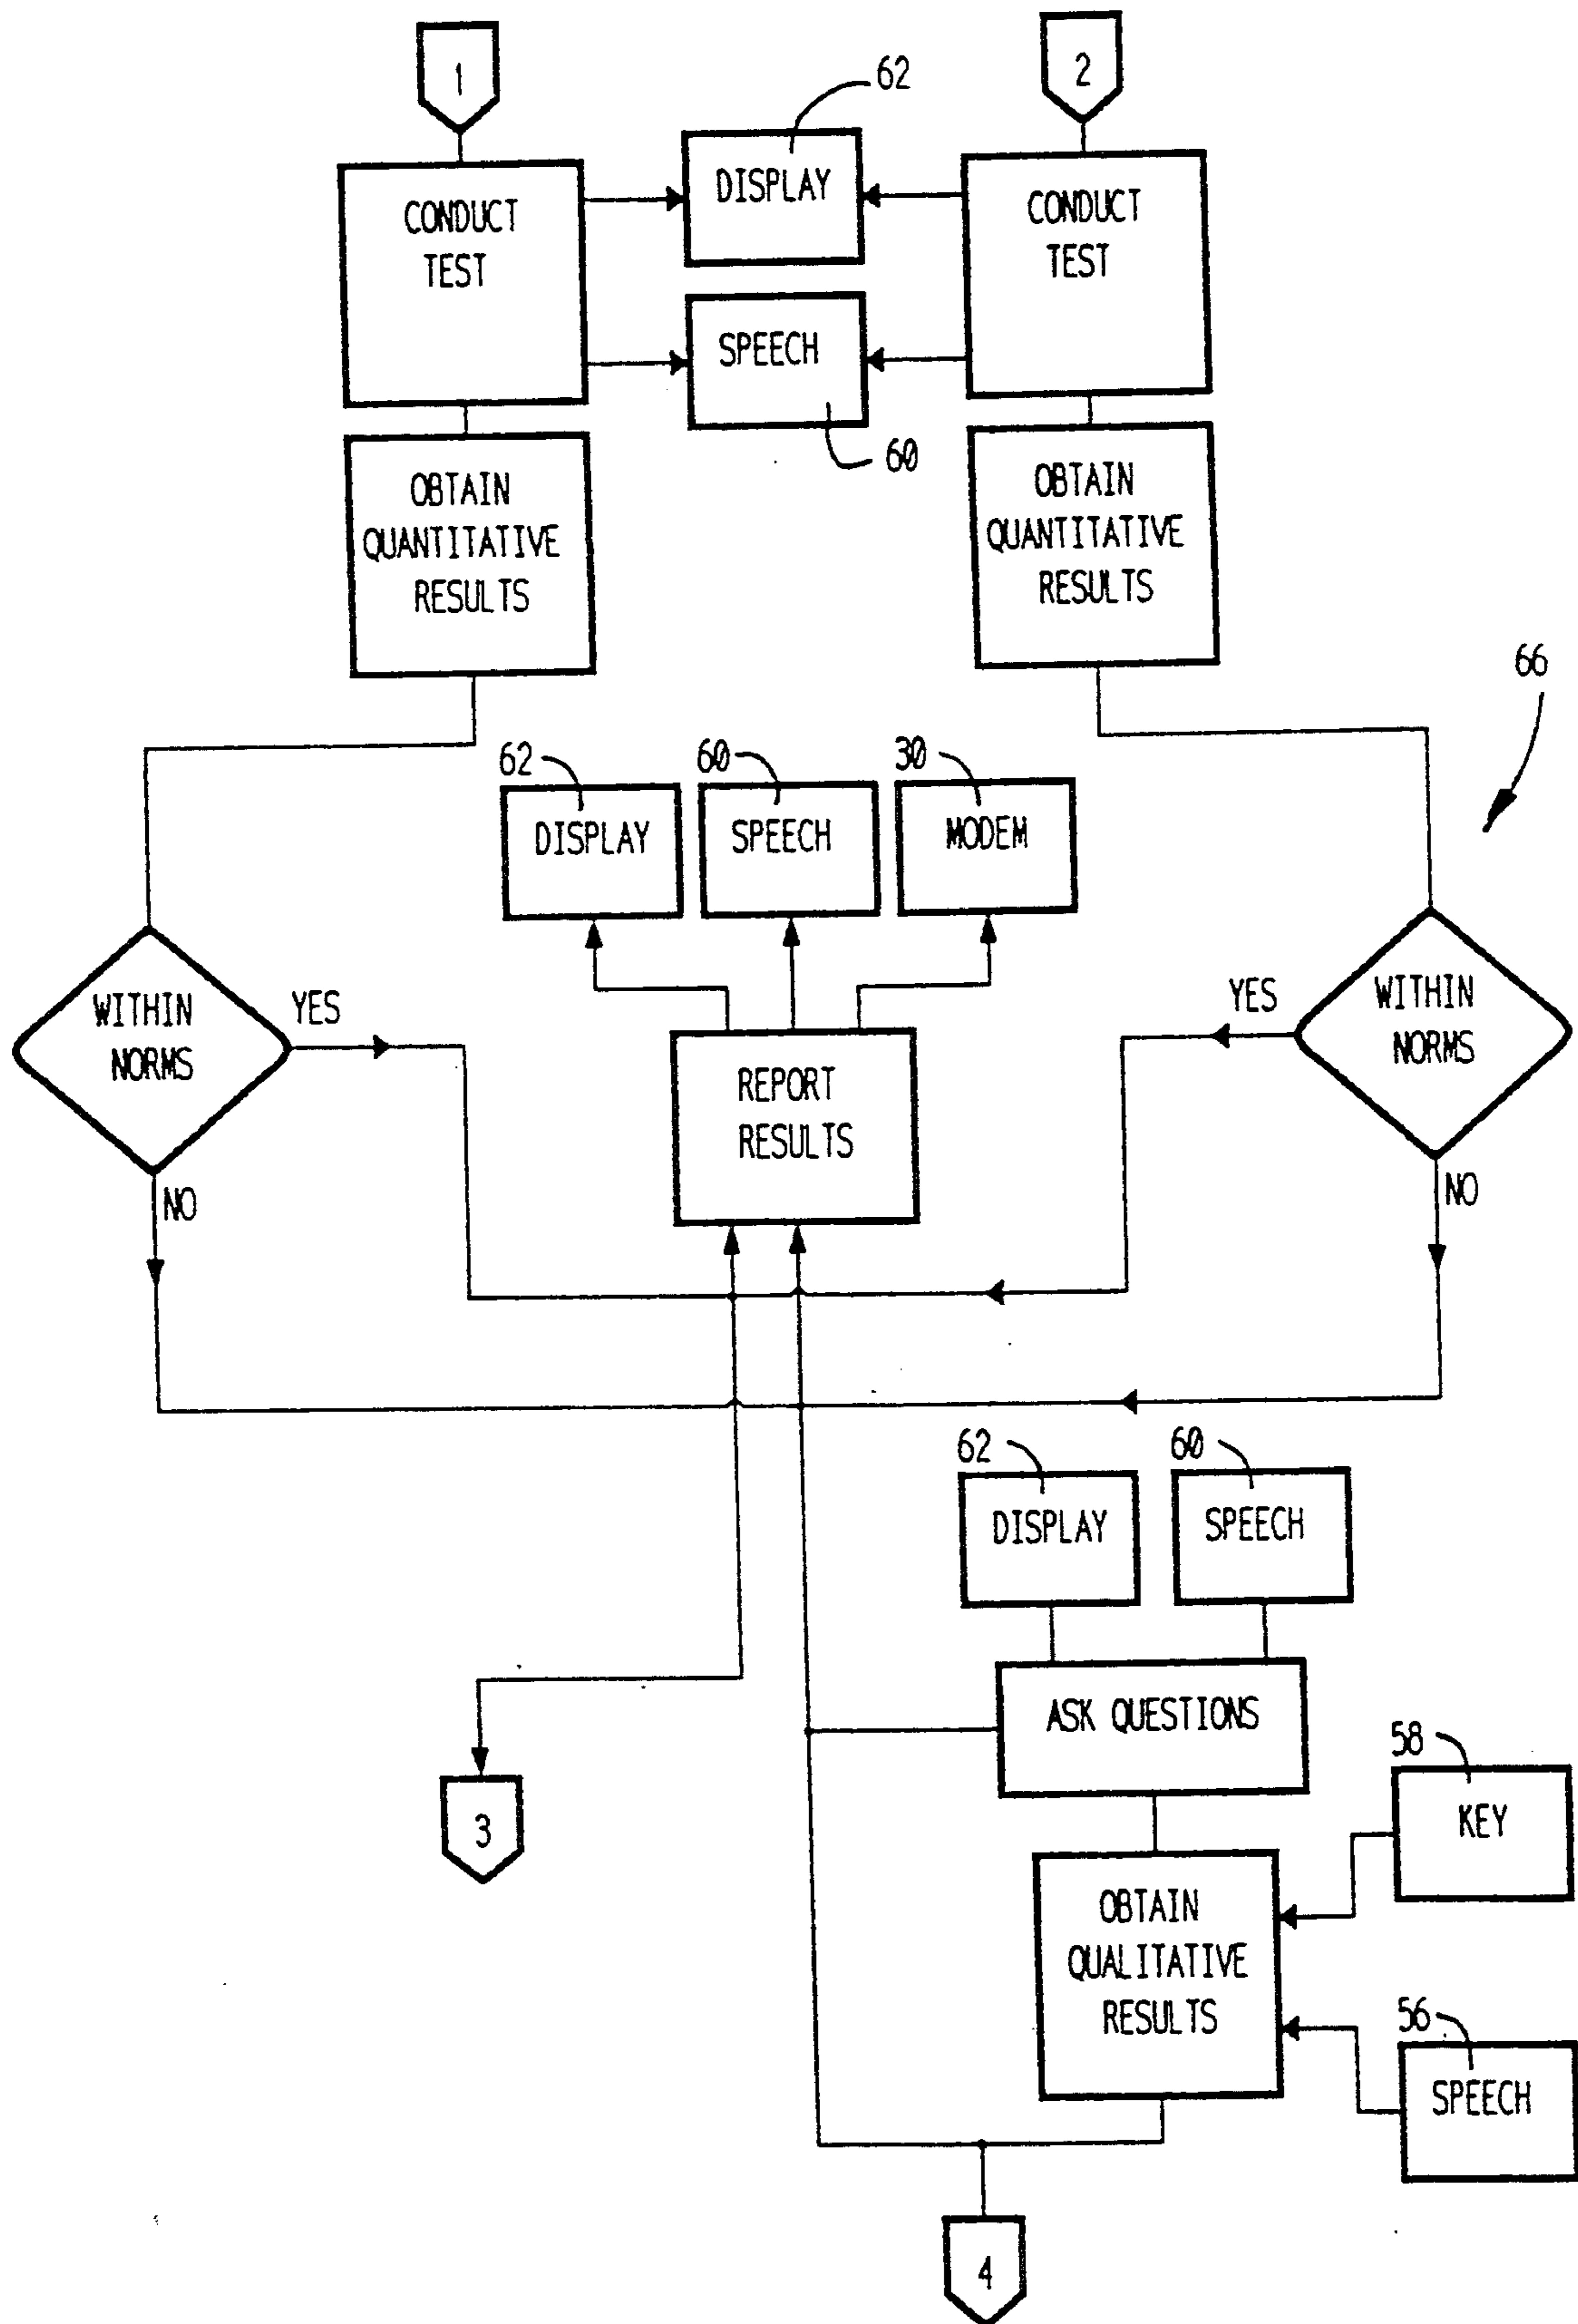 1
2
62
DISPLAY
CONDUCT
TEST
CONDUCT
TEST
SPEECH
60
OBTAIN
QUANTITATIVE
RESULTS
OBTAIN
QUANTITATIVE
RESULTS
66
62
60
30
DISPLAY
SPEECH
MODEM
WITHIN
NORMS
YES
NO
YES
WITHIN
NORMS
NO
REPORT
RESULTS
62
60
DISPLAY
SPEECH
ASK QUESTIONS
58
KEY
3
OBTAIN
QUALITATIVE
RESULTS
56
SPEECH
4